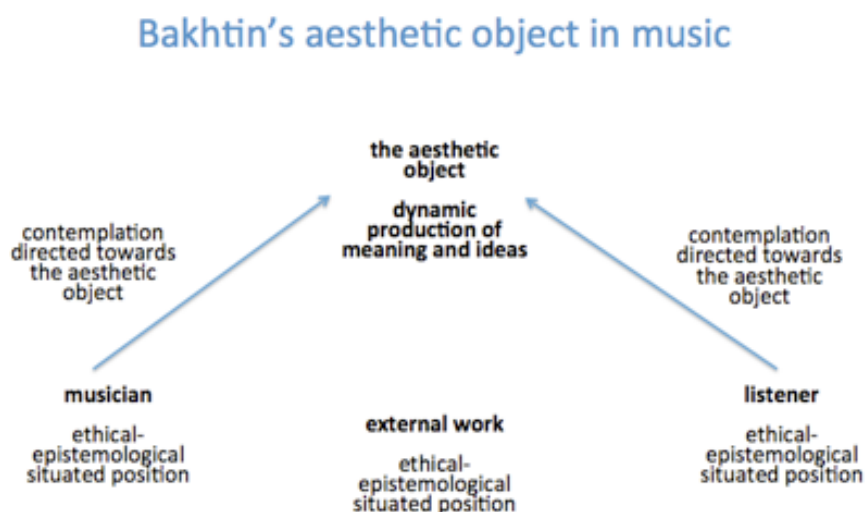 Bakhtin's aesthetic object in music
the aesthetic
object
dynamic
production of
meaning and ideas
contemplation
directed towards
the aesthetic
object
contemplation
directed towards
the aesthetic
object
musician
ethical-
epistemological
situated position
external work
ethical-
epistemological
situated position
listener
ethical-
epistemological
situated position